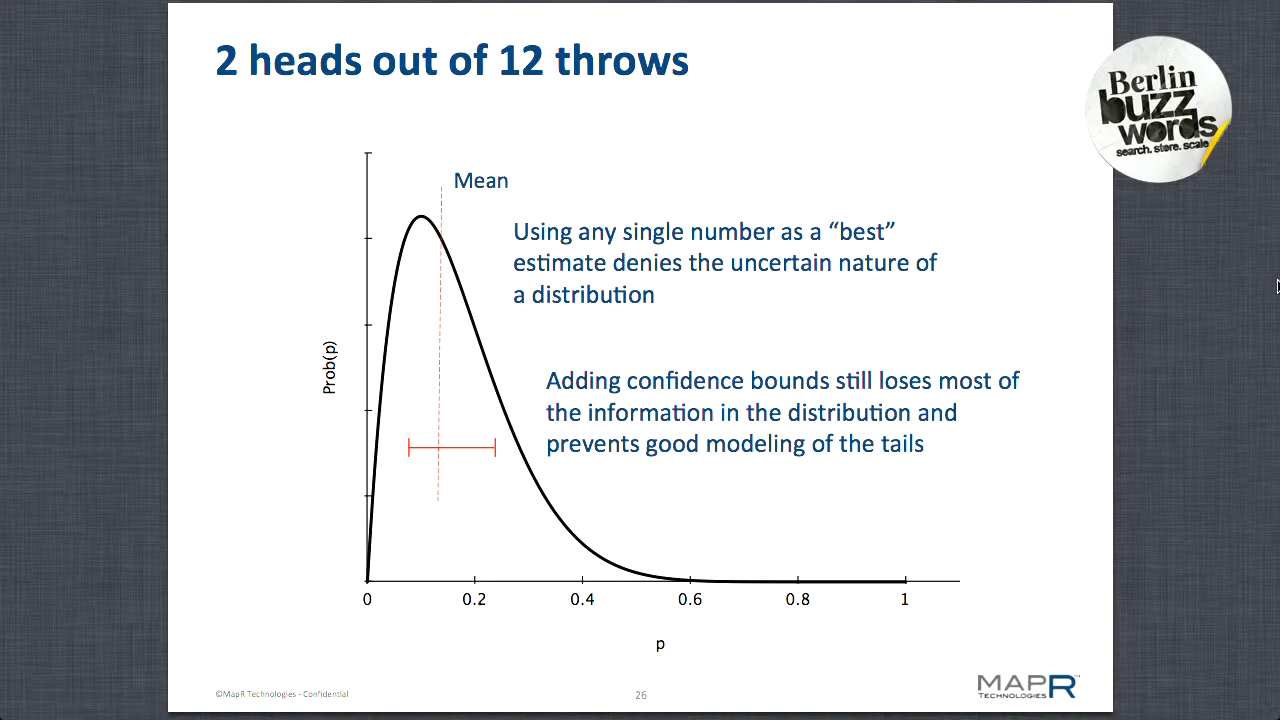 2 heads out of 12 throws
Berlin
buzz
words
search. store. scale
Mean
Using any single number as a “best”
estimate denies the uncertain nature of
a distribution
Adding confidence bounds still loses most of
the information in the distribution and
prevents good modeling of the tails
Prob(p)
0 0.2 0.4 0.6 0.8 1
p
©MapR Technologies - Confidential
26
MAPR
TECHNOLOGIES